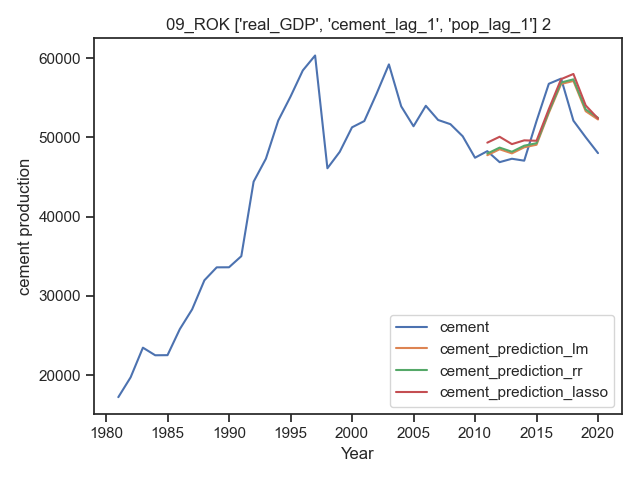 09_ROK ['real_GDP', 'cement_lag_1', 'pop_lag_1'] 2
cement production
60000
50000
40000
30000
20000
cement
cement_prediction_lm
cement_prediction_rr
cement_prediction_lasso
1980 1985 1990 1995 2000 2005 2010 2015 2020
Year